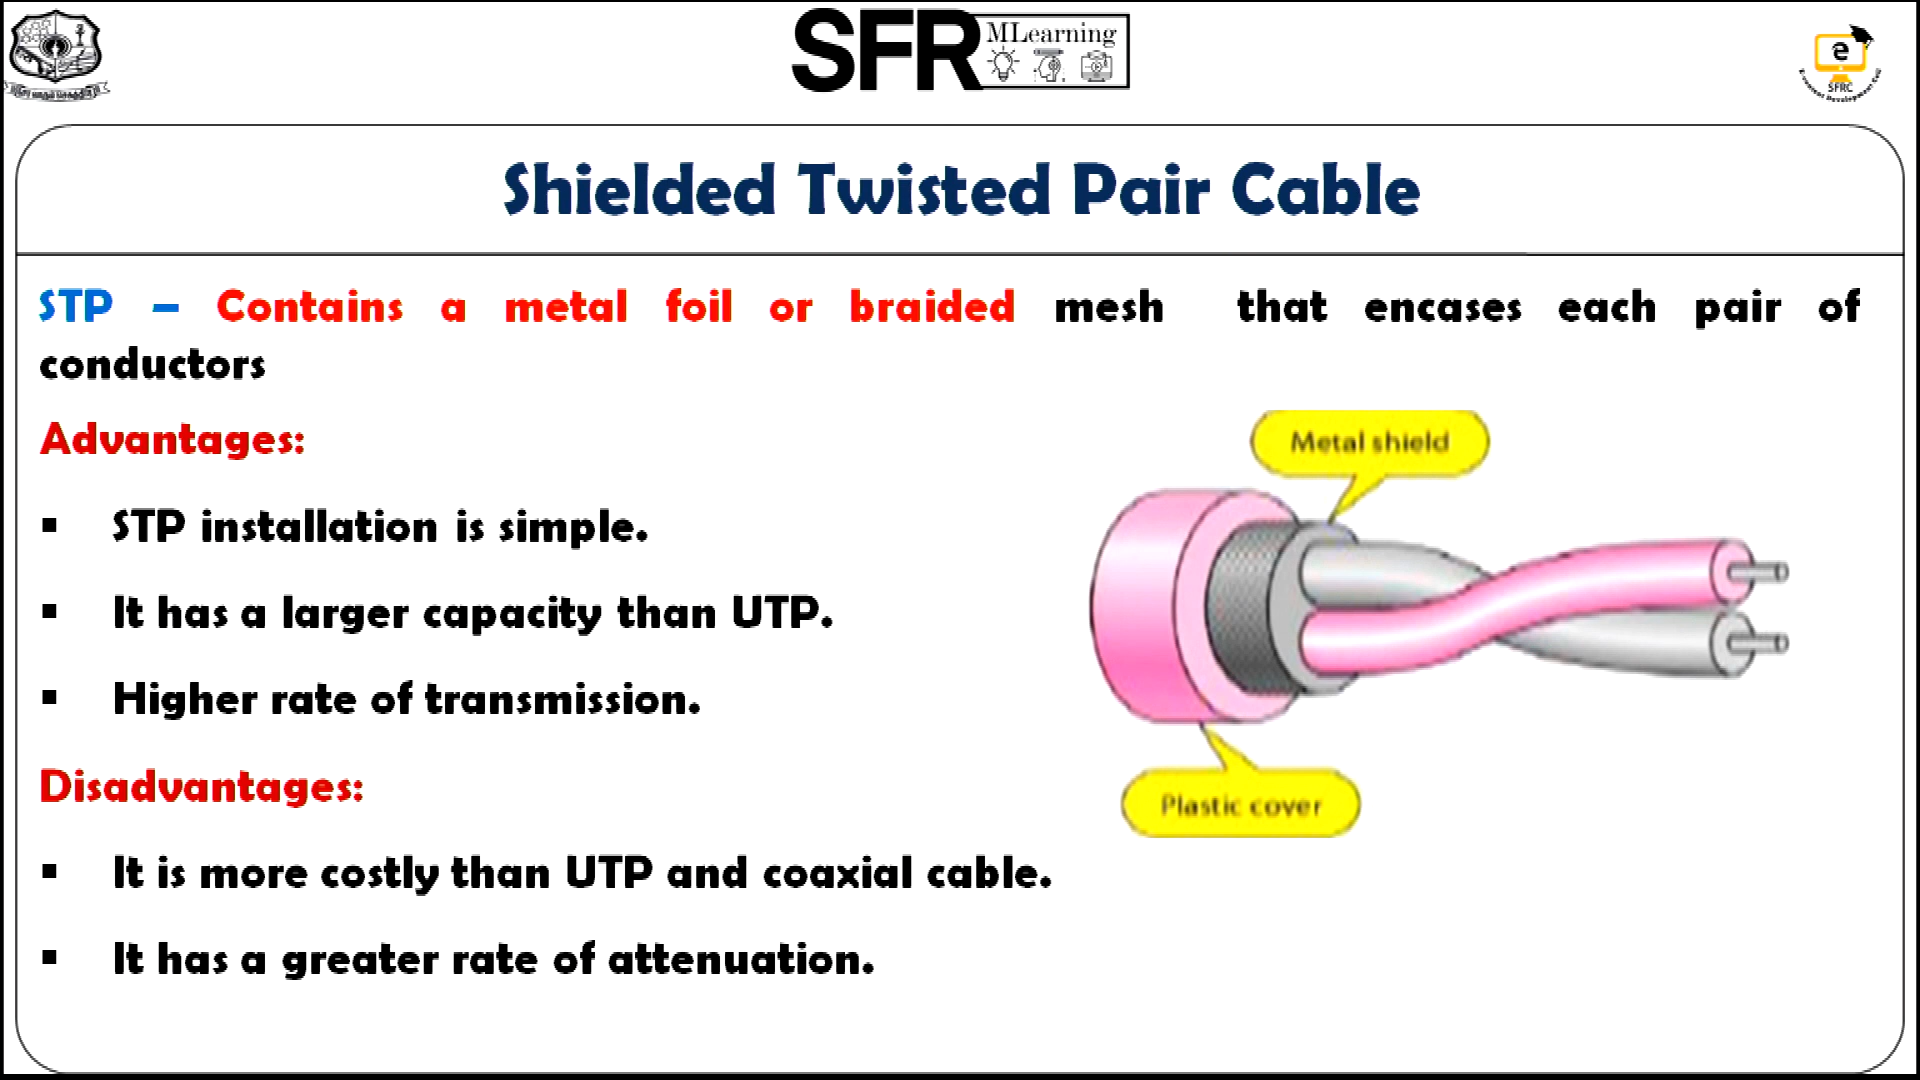 SFR MLearning
e
SFRC
Shielded Twisted Pair Cable
STP – Contains a metal foil or braided mesh that encases each pair of
conductors
Advantages:
Metal shield
▪ STP installation is simple.
▪ It has a larger capacity than UTP.
▪ Higher rate of transmission.
Disadvantages:
Plastic cover
▪ It is more costly than UTP and coaxial cable.
▪ It has a greater rate of attenuation.